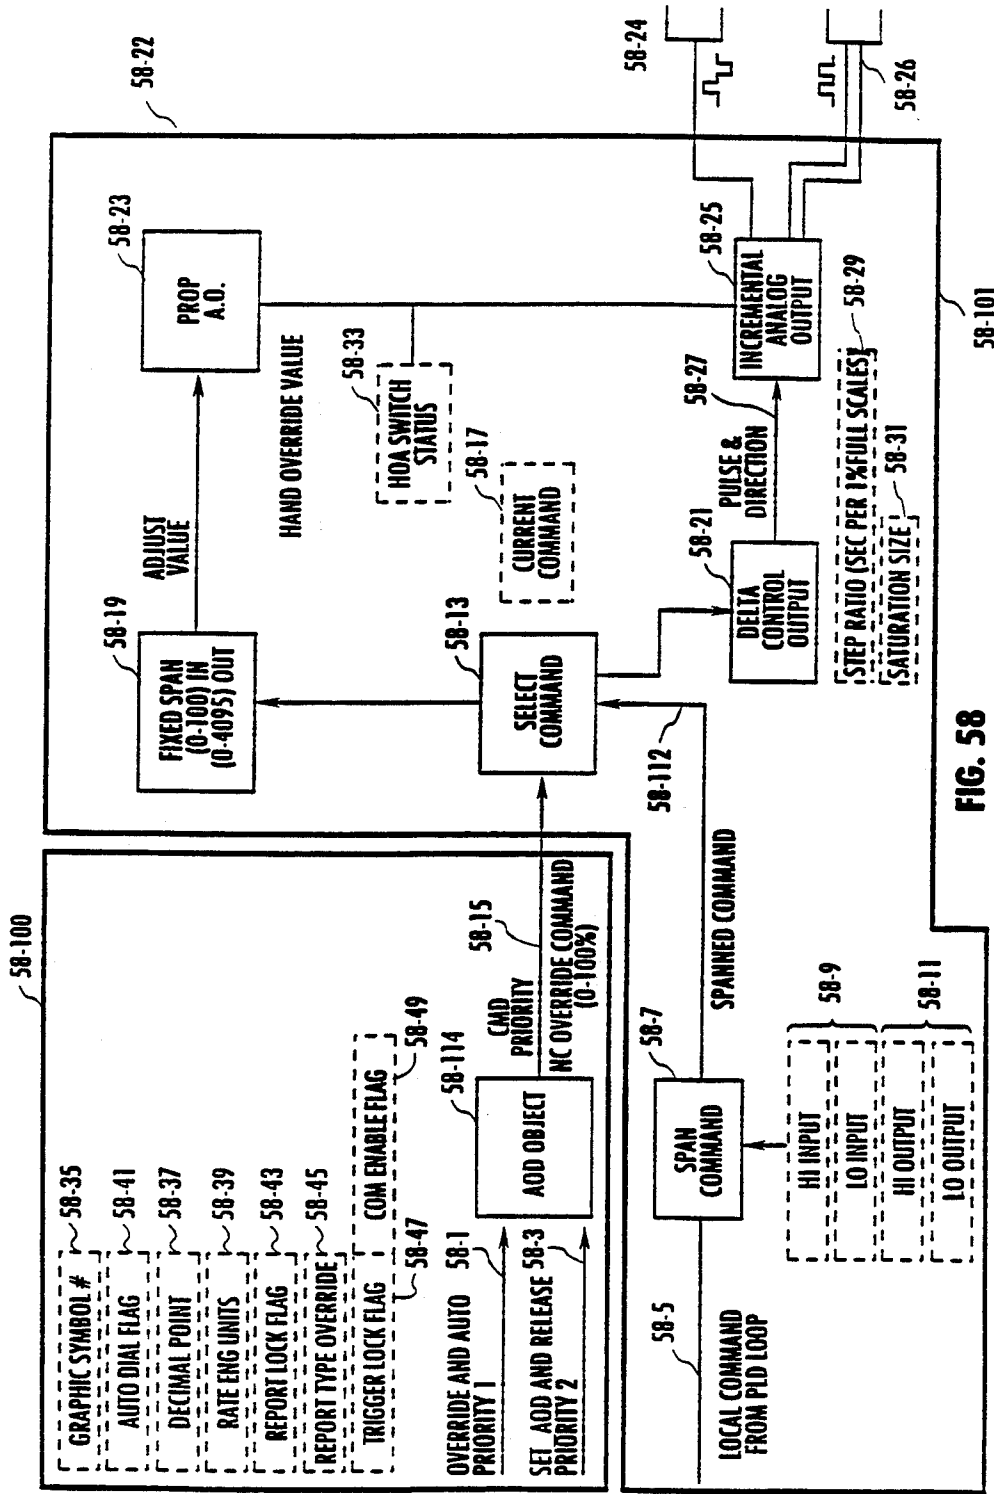 58-100
GRAPHIC SYMBOL #
58-35
AUTO DIAL FLAG
58-41
DECIMAL POINT
58-37
RATE ENG UNITS
58-39
REPORT LOCK FLAG
58-43
REPORT TYPE OVERRIDE
58-45
TRIGGER LOCK FLAG
58-47
COM ENABLE FLAG
58-49
OVERRIDE AND AUTO
PRIORITY 1
58-1
SET AOD AND RELEASE
PRIORITY 2
58-3
AOD OBJECT
58-114
CMD
PRIORITY
58-15
NC OVERRIDE COMMAND
(0-100%)
58-22
FIXED SPAN
(0-100) IN
(0-4095) OUT
58-19
ADJUST
VALUE
PROP
A.O.
58-23
HAND OVERRIDE VALUE
HOA SWITCH
STATUS
58-33
CURRENT
COMMAND
58-17
SELECT
COMMAND
58-13
58-112
DELTA
CONTROL
OUTPUT
58-21
PULSE &
DIRECTION
58-27
INCREMENTAL
ANALOG
OUTPUT
58-25
58-24
58-26
STEP RATIO (SEC PER 1%FULL SCALES)
58-29
SATURATION SIZE
58-31
LOCAL COMMAND
FROM PLD LOOP
58-5
SPAN
COMMAND
58-7
SPANNED COMMAND
HI INPUT
LO INPUT
58-9
HI OUTPUT
LO OUTPUT
58-11
58-101
FIG. 58